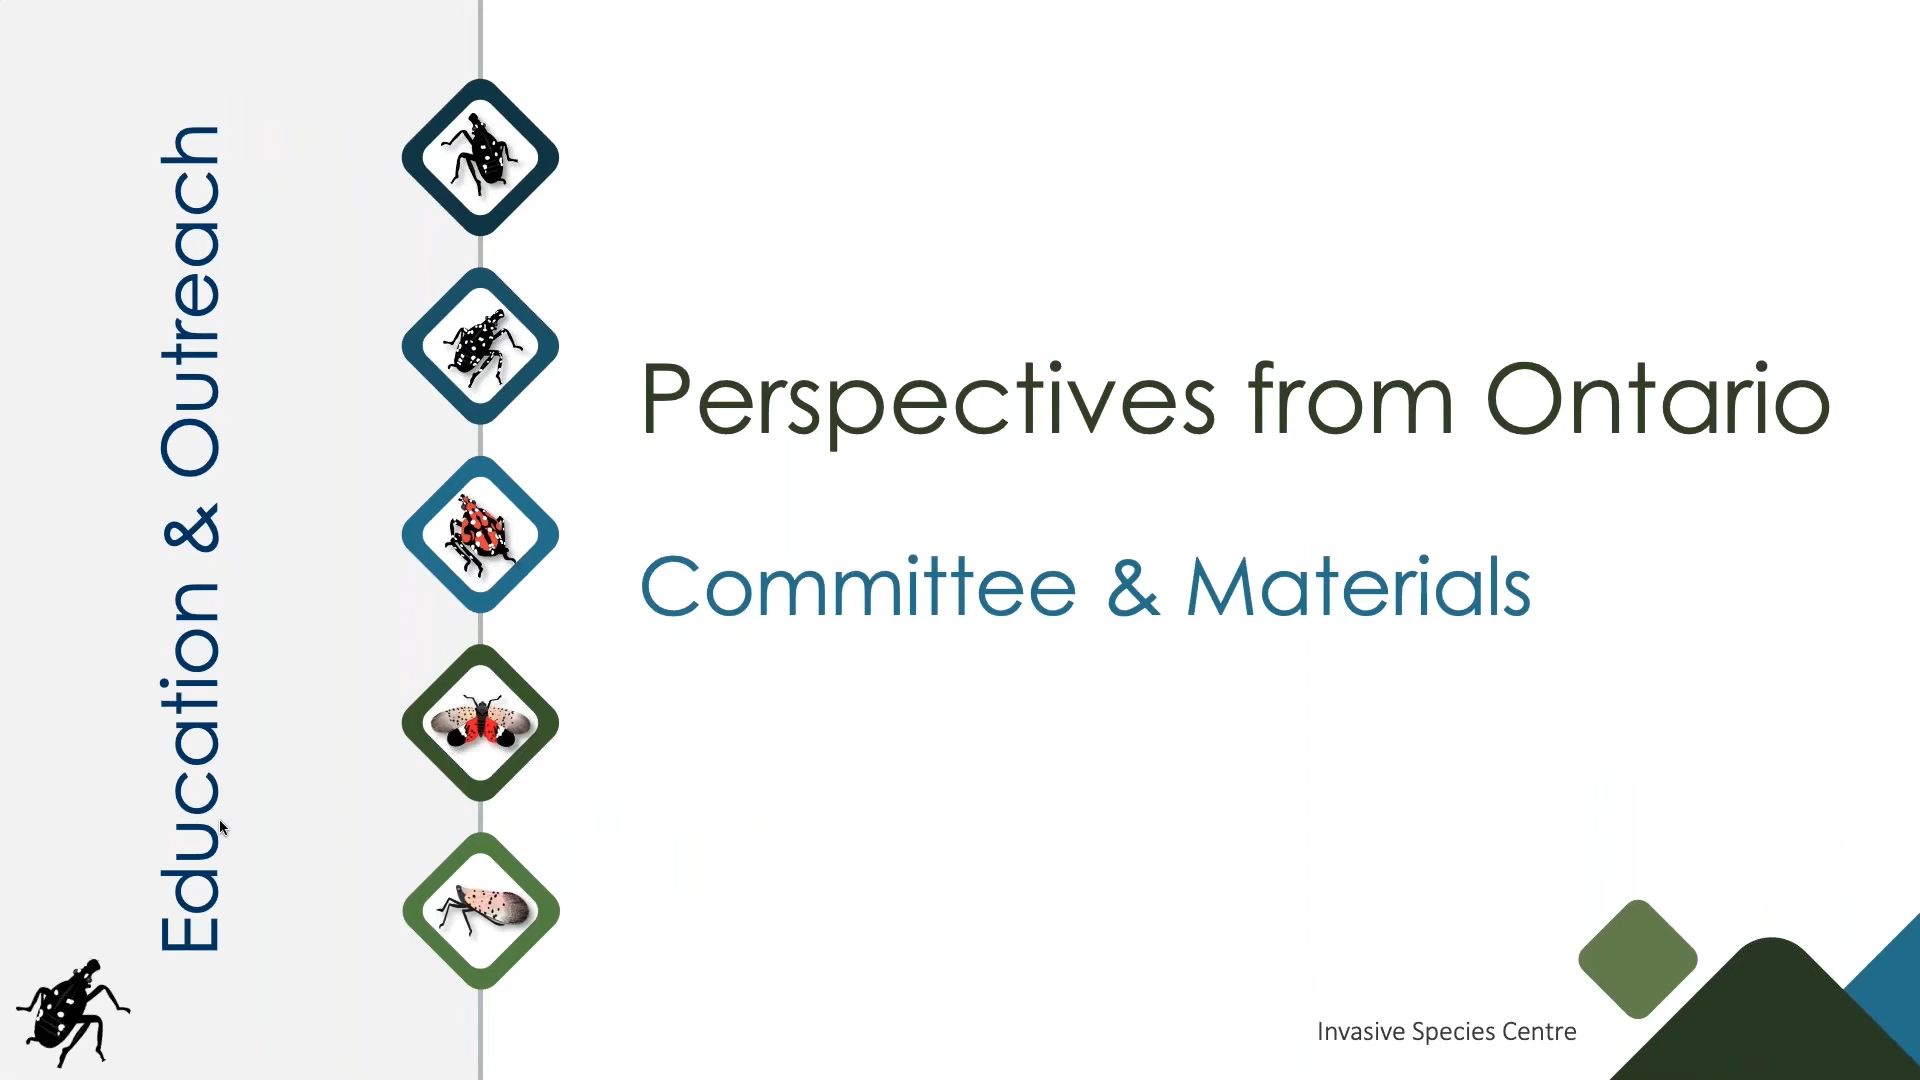 Education & Outreach
Perspectives from Ontario
Committee & Materials
Invasive Species Centre